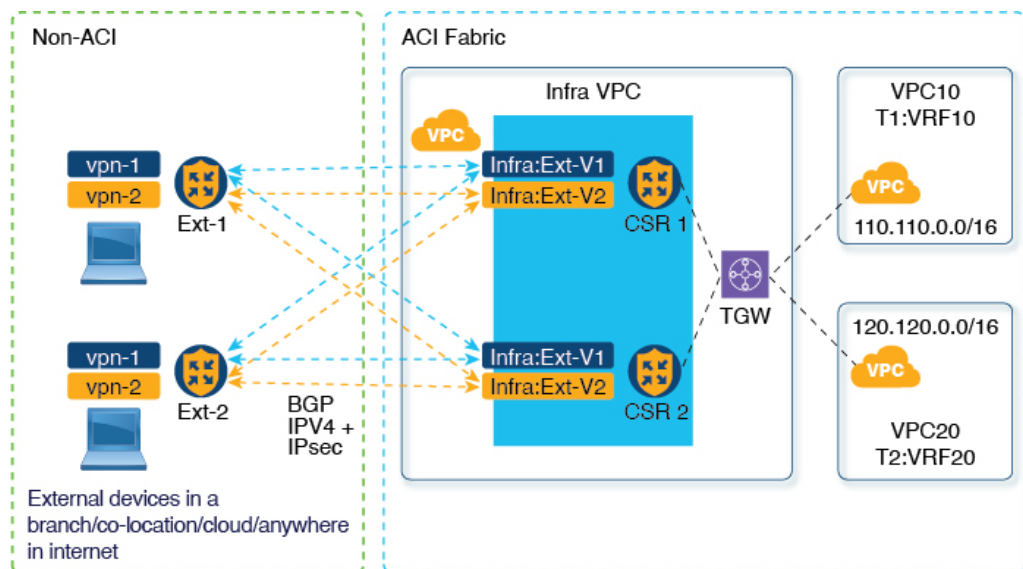 Non-ACI
vpn-1
vpn-2
Ext-1
vpn-1
vpn-2
Ext-2
BGP
IPV4 +
IPsec
External devices in a
branch/co-location/cloud/anywhere
in internet
ACI Fabric
Infra VPC
VPC
Infra:Ext-V1
Infra:Ext-V2
CSR 1
Infra:Ext-V1
Infra:Ext-V2
CSR 2
TGW
VPC10
T1:VRF10
VPC
110.110.0.0/16
120.120.0.0/16
VPC
VPC20
T2:VRF20